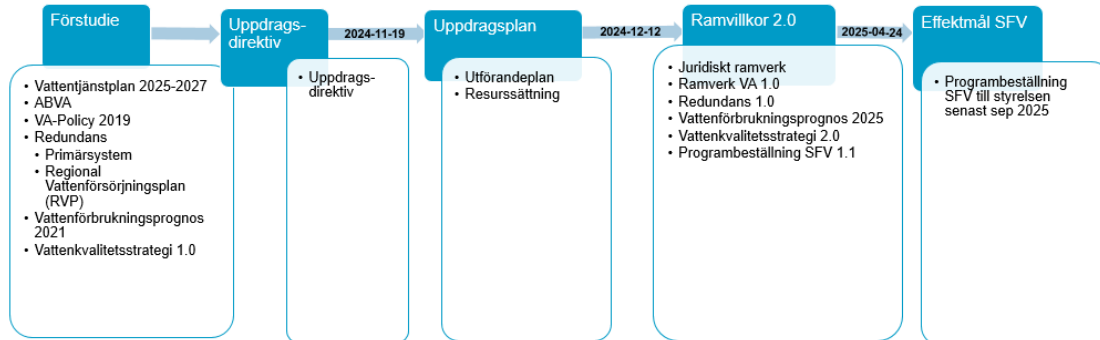 Förstudie
• Vattentjänstplan 2025-2027
• ABVA
• VA-Policy 2019
• Redundans
• Primärsystem
• Regional
Vattenförsörjningsplan
(RVP)
• Vattenförbrukningsprognos
2021
• Vattenkvalitetsstrategi 1.0
Uppdrags-
direktiv
• Uppdrags-
direktiv
2024-11-19
Uppdragsplan
• Utförandeplan
• Resurssättning
2024-12-12
Ramvillkor 2.0
• Juridiskt ramverk
• Ramverk VA 1.0
• Redundans 1.0
• Vattenförbrukningsprognos 2025
• Vattenkvalitetsstrategi 2.0
• Programbeställning SFV 1.1
2025-04-24
Effektmål SFV
• Programbeställning
SFV till styrelsen
senast sep 2025